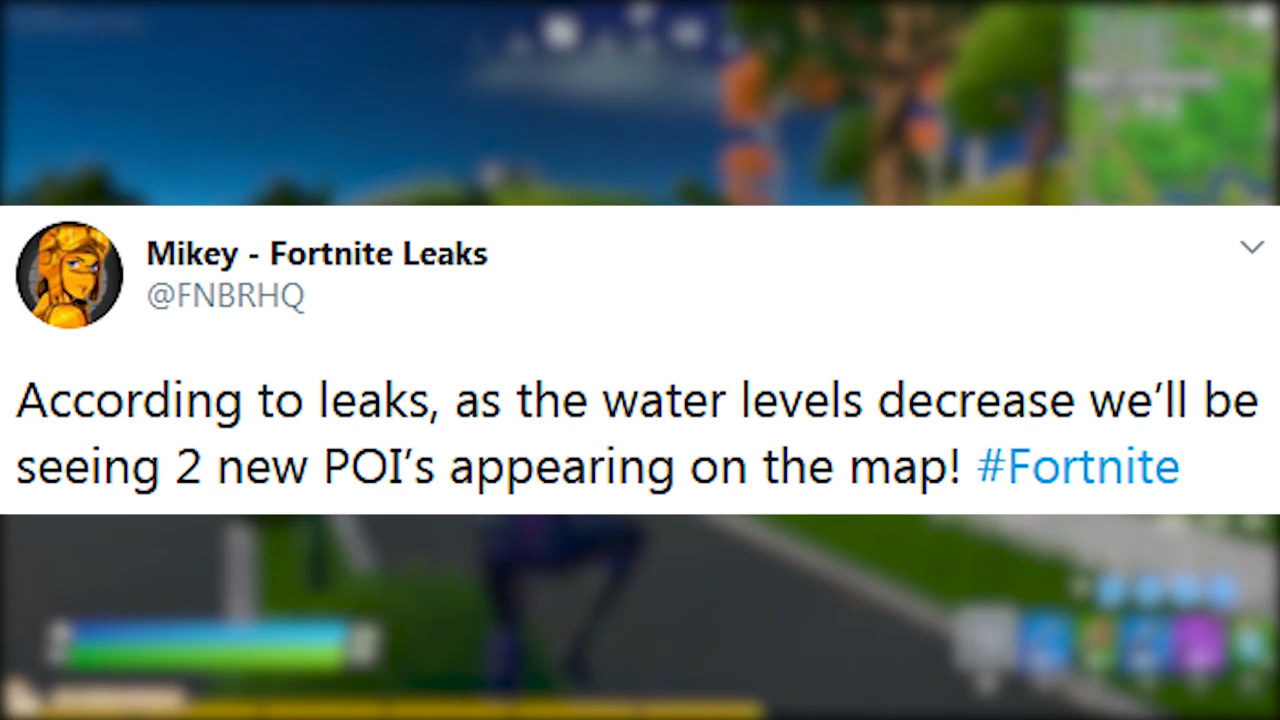 Mikey - Fortnite Leaks
@FNBRHQ
According to leaks, as the water levels decrease we’ll be
seeing 2 new POI’s appearing on the map! #Fortnite